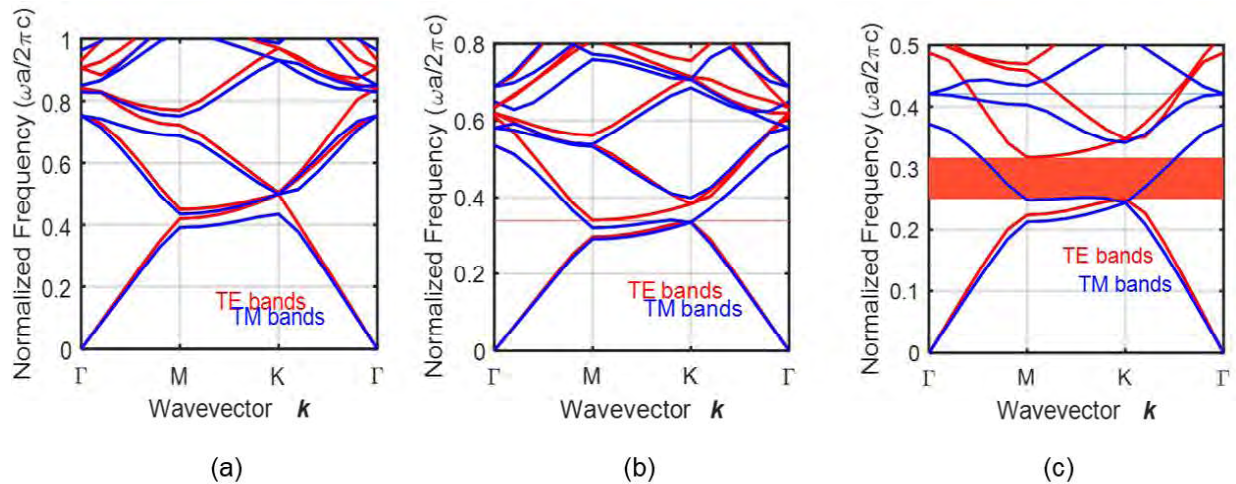 Normalized Frequency (ωa/2πc)
1
0.8
0.6
0.4
0.2
0
TE bands
TM bands
Γ M K Γ
Wavevector k
(a)
Normalized Frequency (ωa/2πc)
0.8
0.6
0.4
0.2
0
TE bands
TM bands
Γ M K Γ
Wavevector k
(b)
Normalized Frequency (ωa/2πc)
0.5
0.4
0.3
0.2
0.1
0
TE bands
TM bands
Γ M K Γ
Wavevector k
(c)